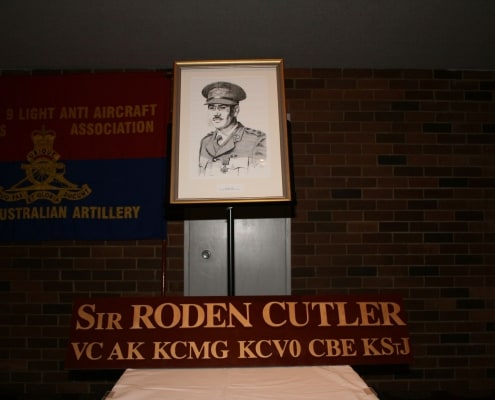 9 LIGHT ANTI AIRCRAFT
S ASSOCIATION
AUSTRALIAN ARTILLERY
SIR RODEN CUTLER
VC AK KCMG KCVO CBE KSTJ